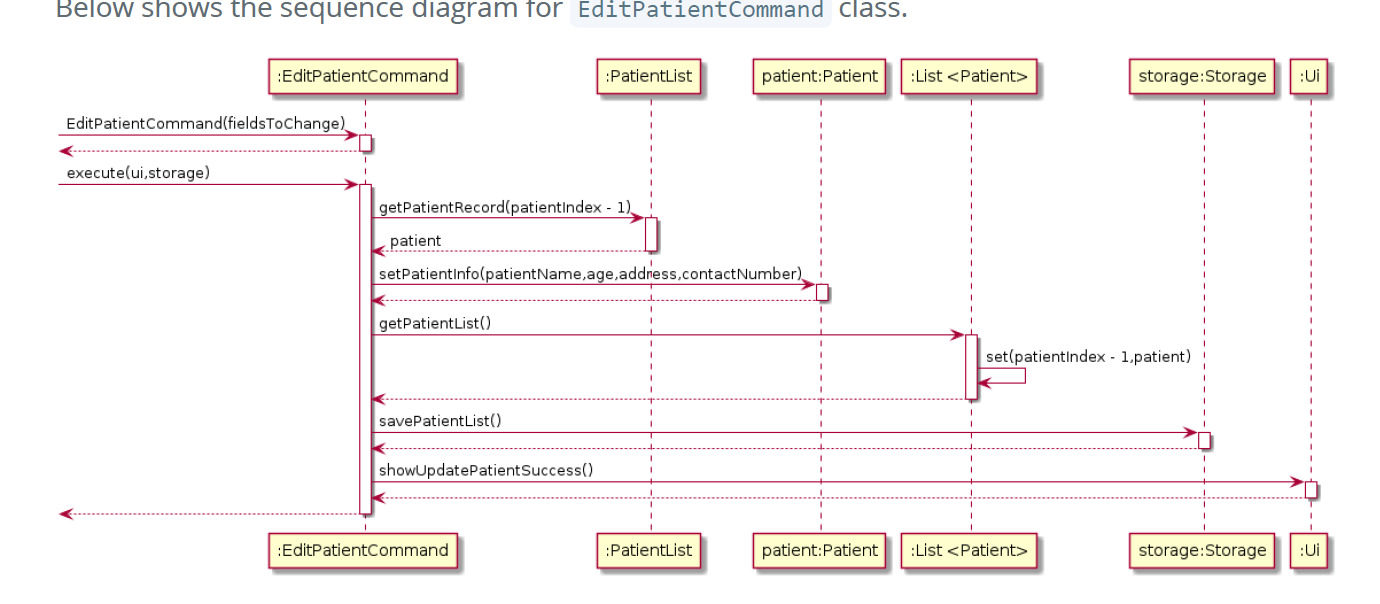 Below shows the sequence diagram for EditPatientCommand class.
:EditPatientCommand :PatientList patient:Patient :List <Patient> storage:Storage :Ui
EditPatientCommand(fieldsToChange)
execute(ui,storage)
getPatientRecord(patientIndex - 1)
patient
setPatientInfo(patientName,age,address,contactNumber)
getPatientList()
set(patientIndex - 1,patient)
savePatientList()
showUpdatePatientSuccess()
:EditPatientCommand :PatientList patient:Patient :List <Patient> storage:Storage :Ui